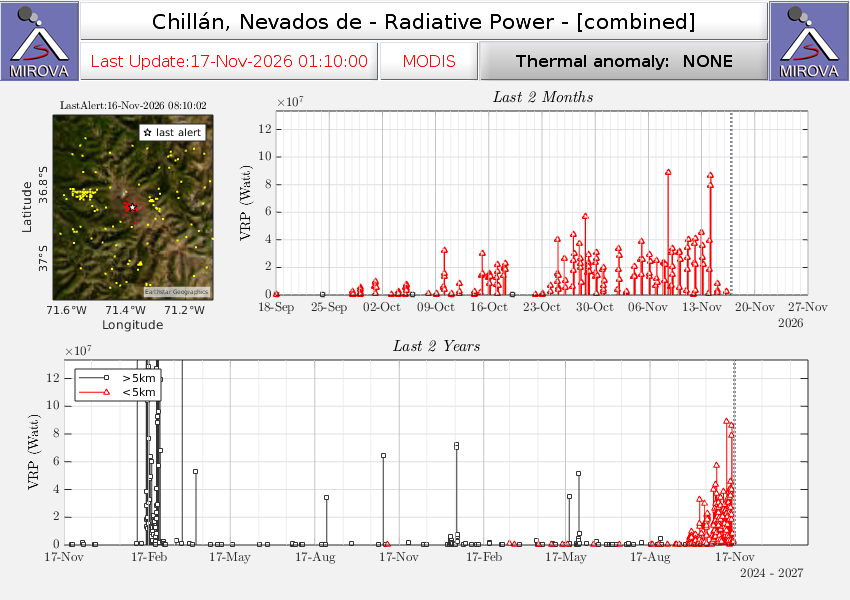 Chillán, Nevados de - Radiative Power - [combined]
MIROVA
Last Update:17-Nov-2026 01:10:00
MODIS
Thermal anomaly: NONE
MIROVA
LastAlert:16-Nov-2026 08:10:02
last alert
Latitude
36.8°S
37°S
Earthstar Geographics
71.6°W 71.4°W 71.2°W
Longitude
Last 2 Months
×10⁷
VRP (Watt)
12
10
8
6
4
2
0
18-Sep 25-Sep 02-Oct 09-Oct 16-Oct 23-Oct 30-Oct 06-Nov 13-Nov 20-Nov 27-Nov
2026
Last 2 Years
×10⁷
VRP (Watt)
>5km
<5km
12
10
8
6
4
2
0
17-Nov 17-Feb 17-May 17-Aug 17-Nov 17-Feb 17-May 17-Aug 17-Nov
2024 - 2027